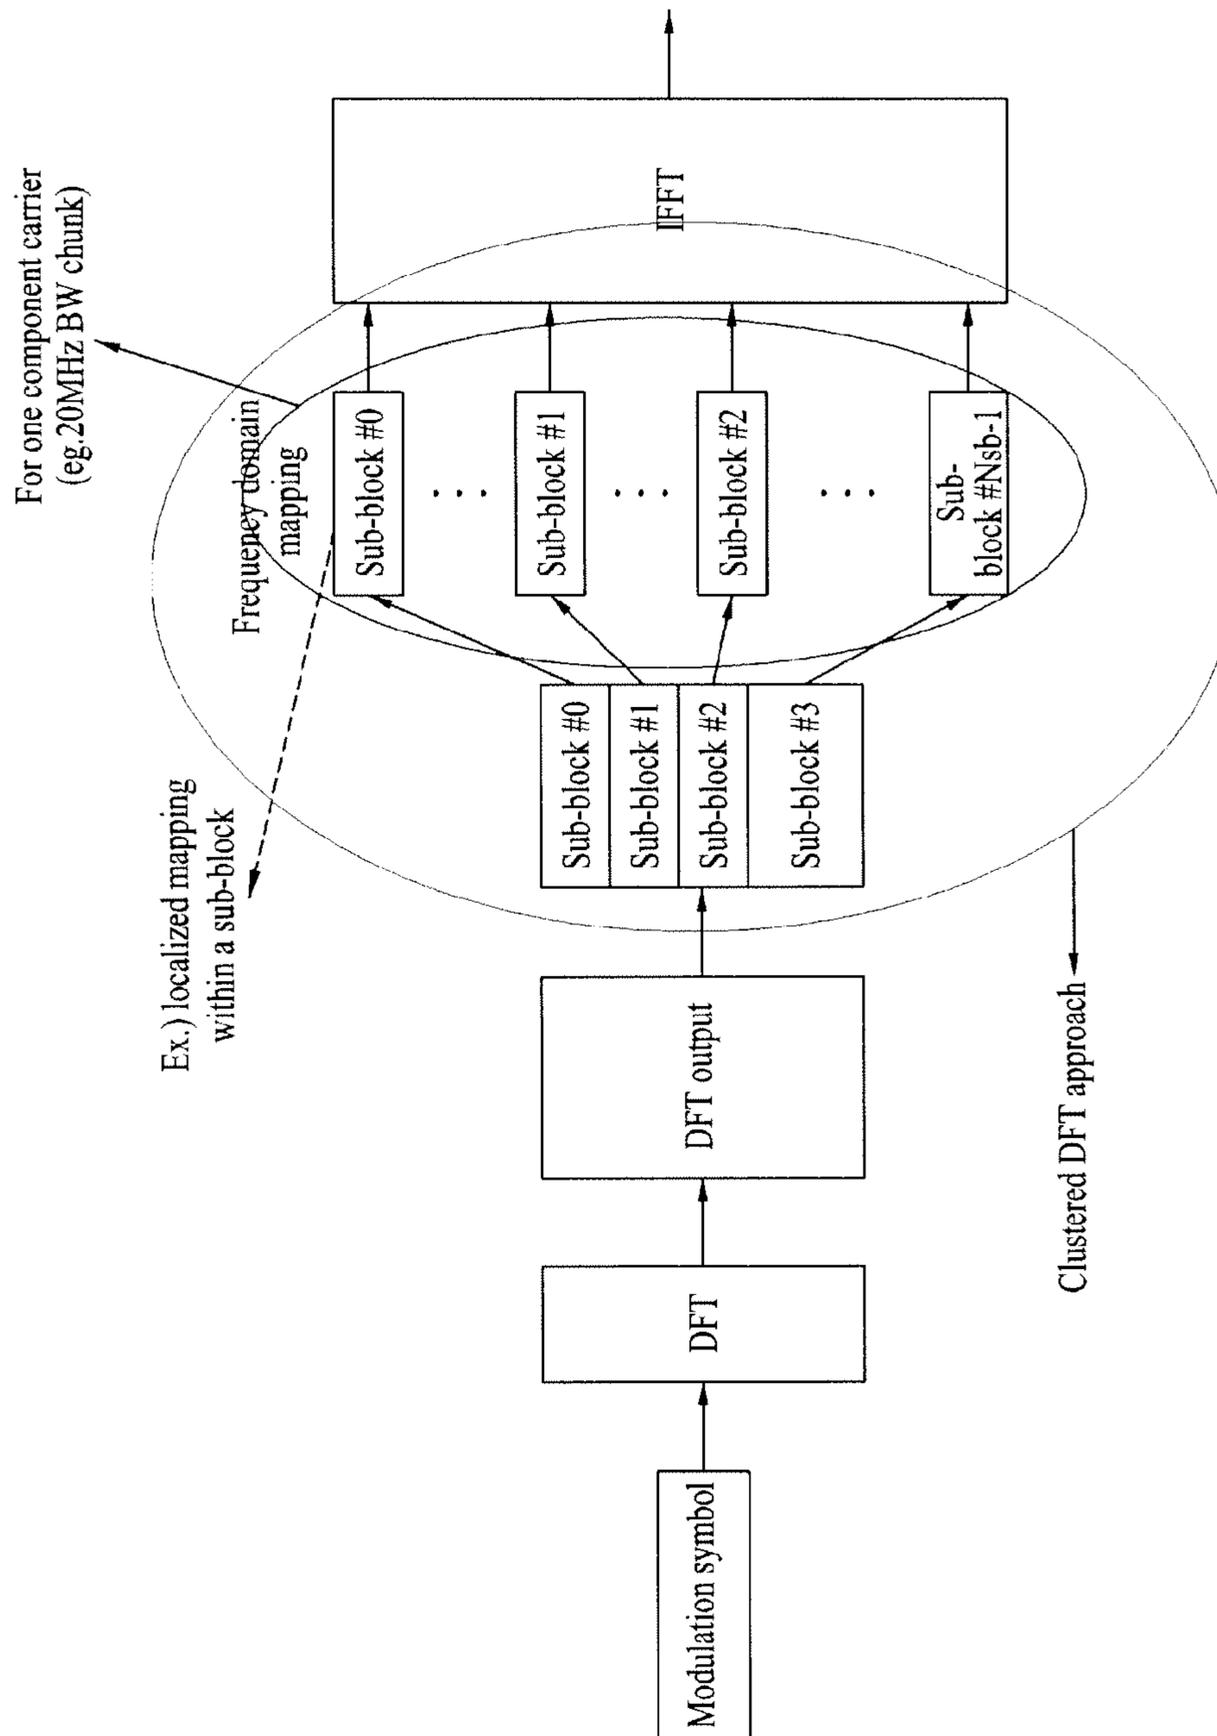 Modulation symbol
DFT
DFT output
Sub-block #0
Sub-block #1
Sub-block #2
Sub-block #3
Ex.) localized mapping
within a sub-block
Frequeney domain
mapping
Sub-block #0
Sub-block #1
Sub-block #2
Sub-
block #Nsb-1
For one component carrier
(eg.20MHz BW chunk)
IFFT
Clustered DFT approach